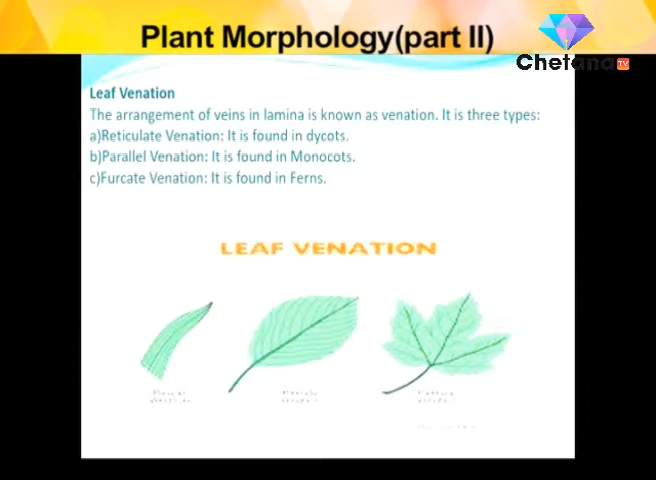 Plant Morphology(part II)
Chetana TV
Leaf Venation
The arrangement of veins in lamina is known as venation. It is three types:
a)Reticulate Venation: It is found in dycots.
b)Parallel Venation: It is found in Monocots.
c)Furcate Venation: It is found in Ferns.
LEAF VENATION